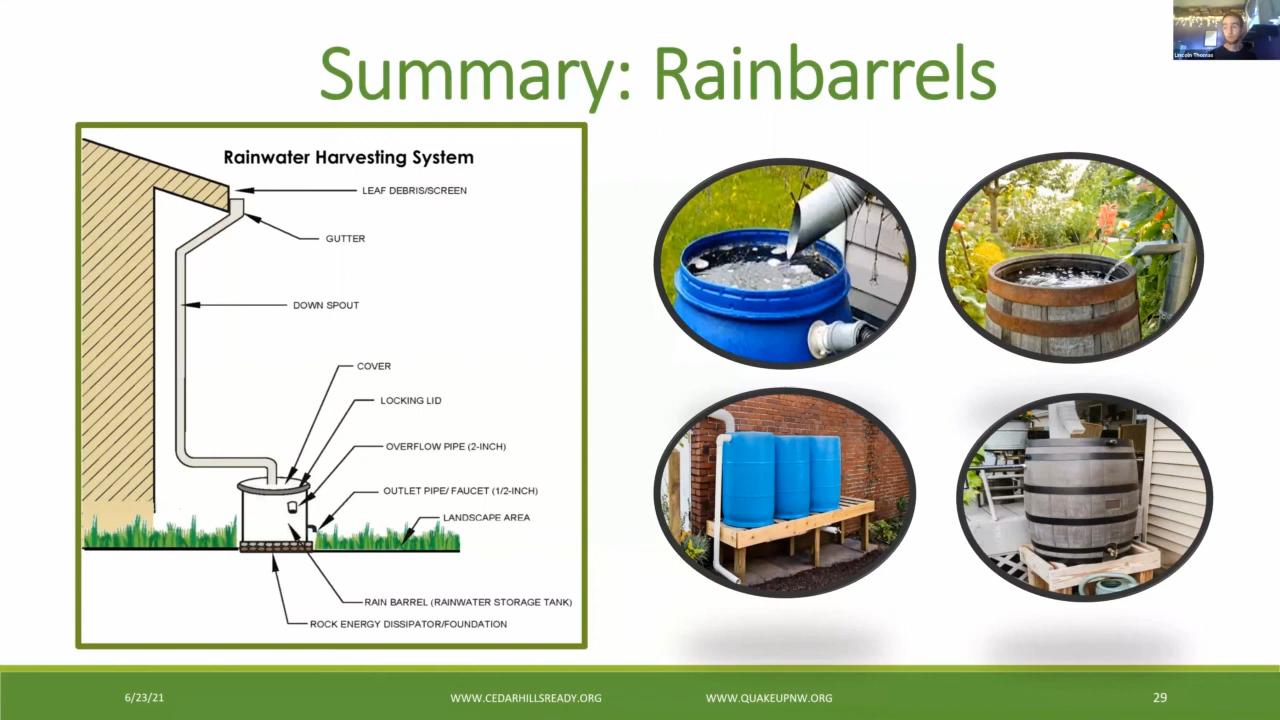 Summary: Rainbarrels
Lincoln Thomas
Rainwater Harvesting System
LEAF DEBRIS/SCREEN
GUTTER
DOWN SPOUT
COVER
LOCKING LID
OVERFLOW PIPE (2-INCH)
OUTLET PIPE/ FAUCET (1/2-INCH)
LANDSCAPE AREA
RAIN BARREL (RAINWATER STORAGE TANK)
ROCK ENERGY DISSIPATOR/FOUNDATION
6/23/21
WWW.CEDARHILLSREADY.ORG
WWW.QUAKEUPNW.ORG
29